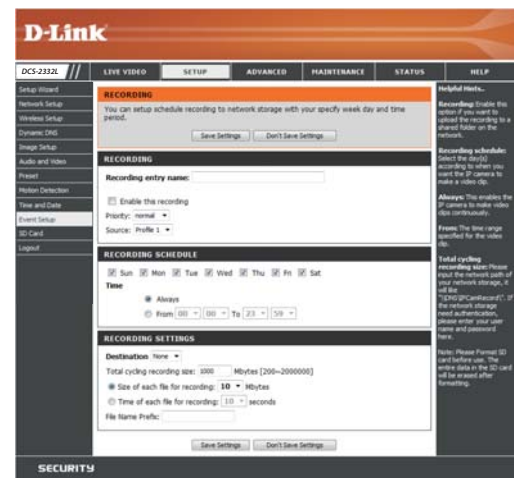 D-Link
DCS-2332L
LIVE VIDEO
SETUP
ADVANCED
MAINTENANCE
STATUS
HELP
Setup Wizard
Network Setup
Wireless Setup
Dynamic DNS
Image Setup
Audio and Video
Preset
Motion Detection
Time and Date
Event Setup
SD Card
Logout
RECORDING
You can setup schedule recording to network storage with your specify week day and time
period.
Save Settings Don't Save Settings
RECORDING
Recording entry name:
Enable this recording
Priority: normal
Source: Profile 1
RECORDING SCHEDULE
Sun Mon Tue Wed Thu Fri Sat
Time
Always
From 00 : 00 To 23 : 59
RECORDING SETTINGS
Destination None
Total cycling recording size: 1000 Mbytes [200~2000000]
Size of each file for recording: 10 Mbytes
Time of each file for recording: 10 seconds
File Name Prefix:
Save Settings Don't Save Settings
Helpful Hints..
Recording: Enable this
option if you want to
upload the recording to a
shared folder on the
network.
Recording schedule:
Select the day(s)
according to when you
want the IP camera to
make a video clip.
Always: This enables the
IP camera to make video
clips continuously.
From: The time range
specified for the video
clip.
Total cycling
recording size: Please
input the network path of
your network storage, it
will like
If
the network storage
need authentication,
please enter your user
name and password
here.
Note: Please Format SD
card before use. The
entire data in the SD card
will be erased after
formatting.
SECURITY